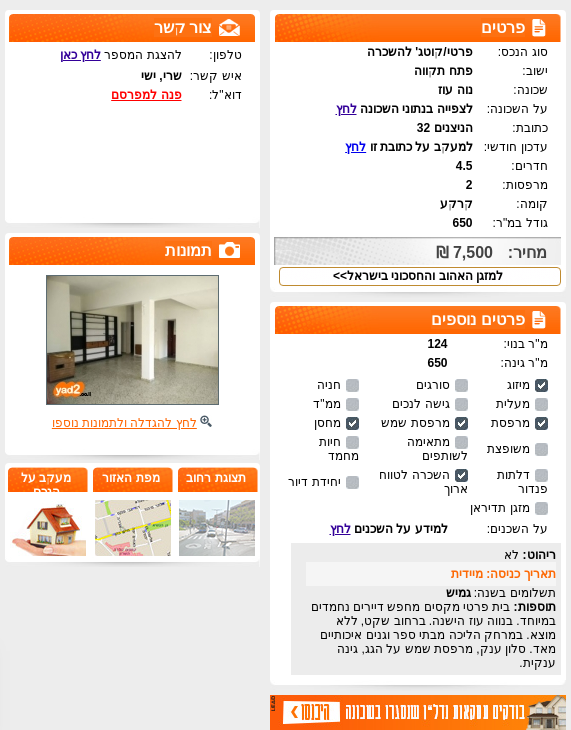 פרטים
סוג הנכס: פרטי/קוטג' להשכרה
ישוב: פתח תקווה
שכונה: נוה עוז
על השכונה: לצפייה בנתוני השכונה לחץ
כתובת: הניצנים 32
עדכון חודשי: למעקב על כתובת זו לחץ
חדרים: 4.5
מרפסות: 2
קומה: קרקע
גודל במ"ר: 650
מחיר: 7,500 ₪
למזגן האהוב והחסכוני בישראל>>
פרטים נוספים
מ"ר בנוי: 124
מ"ר גינה: 650
מיזוג סורגים חניה
מעלית גישה לנכים ממ"ד
מרפסת מרפסת שמש מחסן
משופצת מתאימה לשותפים חיות מחמד
דלתות פנדור השכרה לטווח ארוך יחידת דיור
מזגן תדיראן
על השכנים: למידע על השכנים לחץ
ריהוט: לא
תאריך כניסה: מיידית
תשלומים בשנה: גמיש
תוספות: בית פרטי מקסים מחפש דיירים נחמדים
במיוחד. בנווה עוז הישנה. ברחוב שקט, ללא
מוצא. במרחק הליכה מבתי ספר וגנים איכותיים
מאד. סלון ענק, מרפסת שמש על הגג, גינה
ענקית.
בודקים עסקאות נדל"ן שנסגרו בשכונה
היכנסו
צור קשר
טלפון: להצגת המספר לחץ כאן
איש קשר: שרי, ישי
דוא"ל: פנה למפרסם
תמונות
yad2
לחץ להגדלה ולתמונות נוספו
תצוגת רחוב
מפת האזור
מעקב על
הנכס